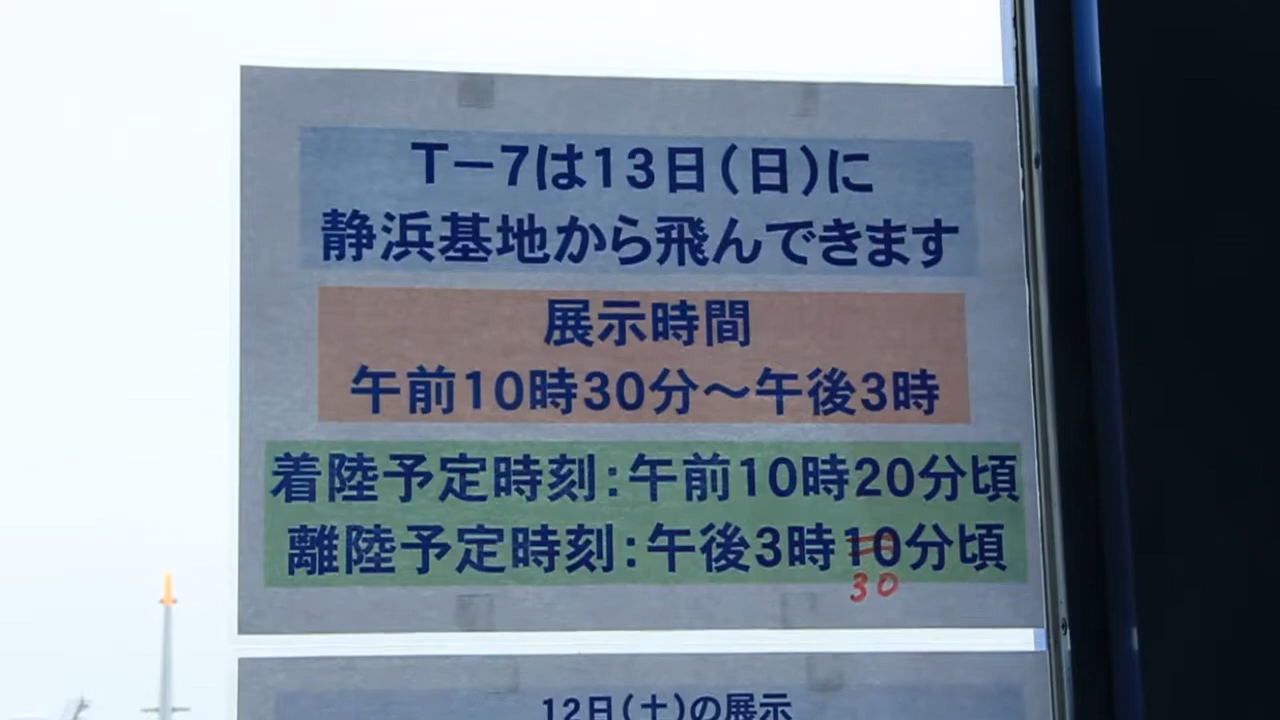 T－7は13日(日)に
静浜基地から飛んできます
展示時間
午前10時30分～午後3時
着陸予定時刻:午前10時20分頃
離陸予定時刻:午後3時10分頃
30
12日(土)の展示